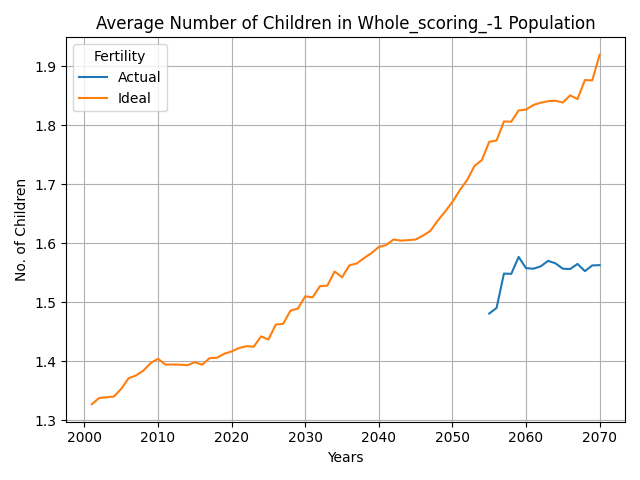 Average Number of Children in Whole_scoring_-1 Population
Fertility
Actual
Ideal
No. of Children
1.9
1.8
1.7
1.6
1.5
1.4
1.3
2000 2010 2020 2030 2040 2050 2060 2070
Years